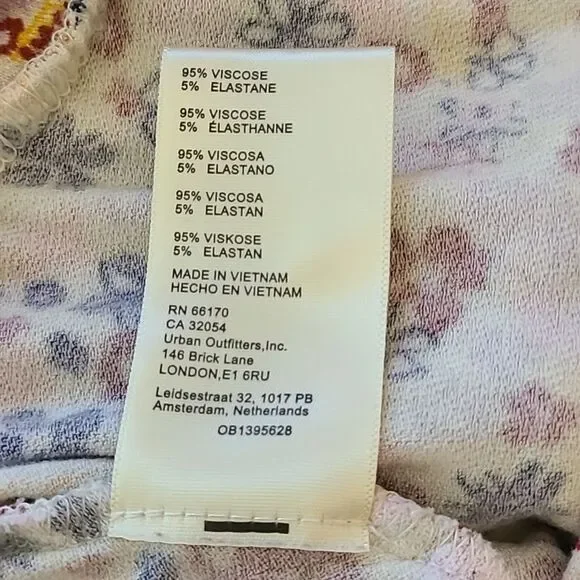 95% VISCOSE
5% ELASTANE
95% VISCOSE
5% ÉLASTHANNE
95% VISCOSA
5% ELASTANO
95% VISCOSA
5% ELASTAN
95% VISKOSE
5% ELASTAN
MADE IN VIETNAM
HECHO EN VIETNAM
RN 66170
CA 32054
Urban Outfitters,Inc.
146 Brick Lane
LONDON,E1 6RU
Leidsestraat 32, 1017 PB
Amsterdam, Netherlands
OB1395628